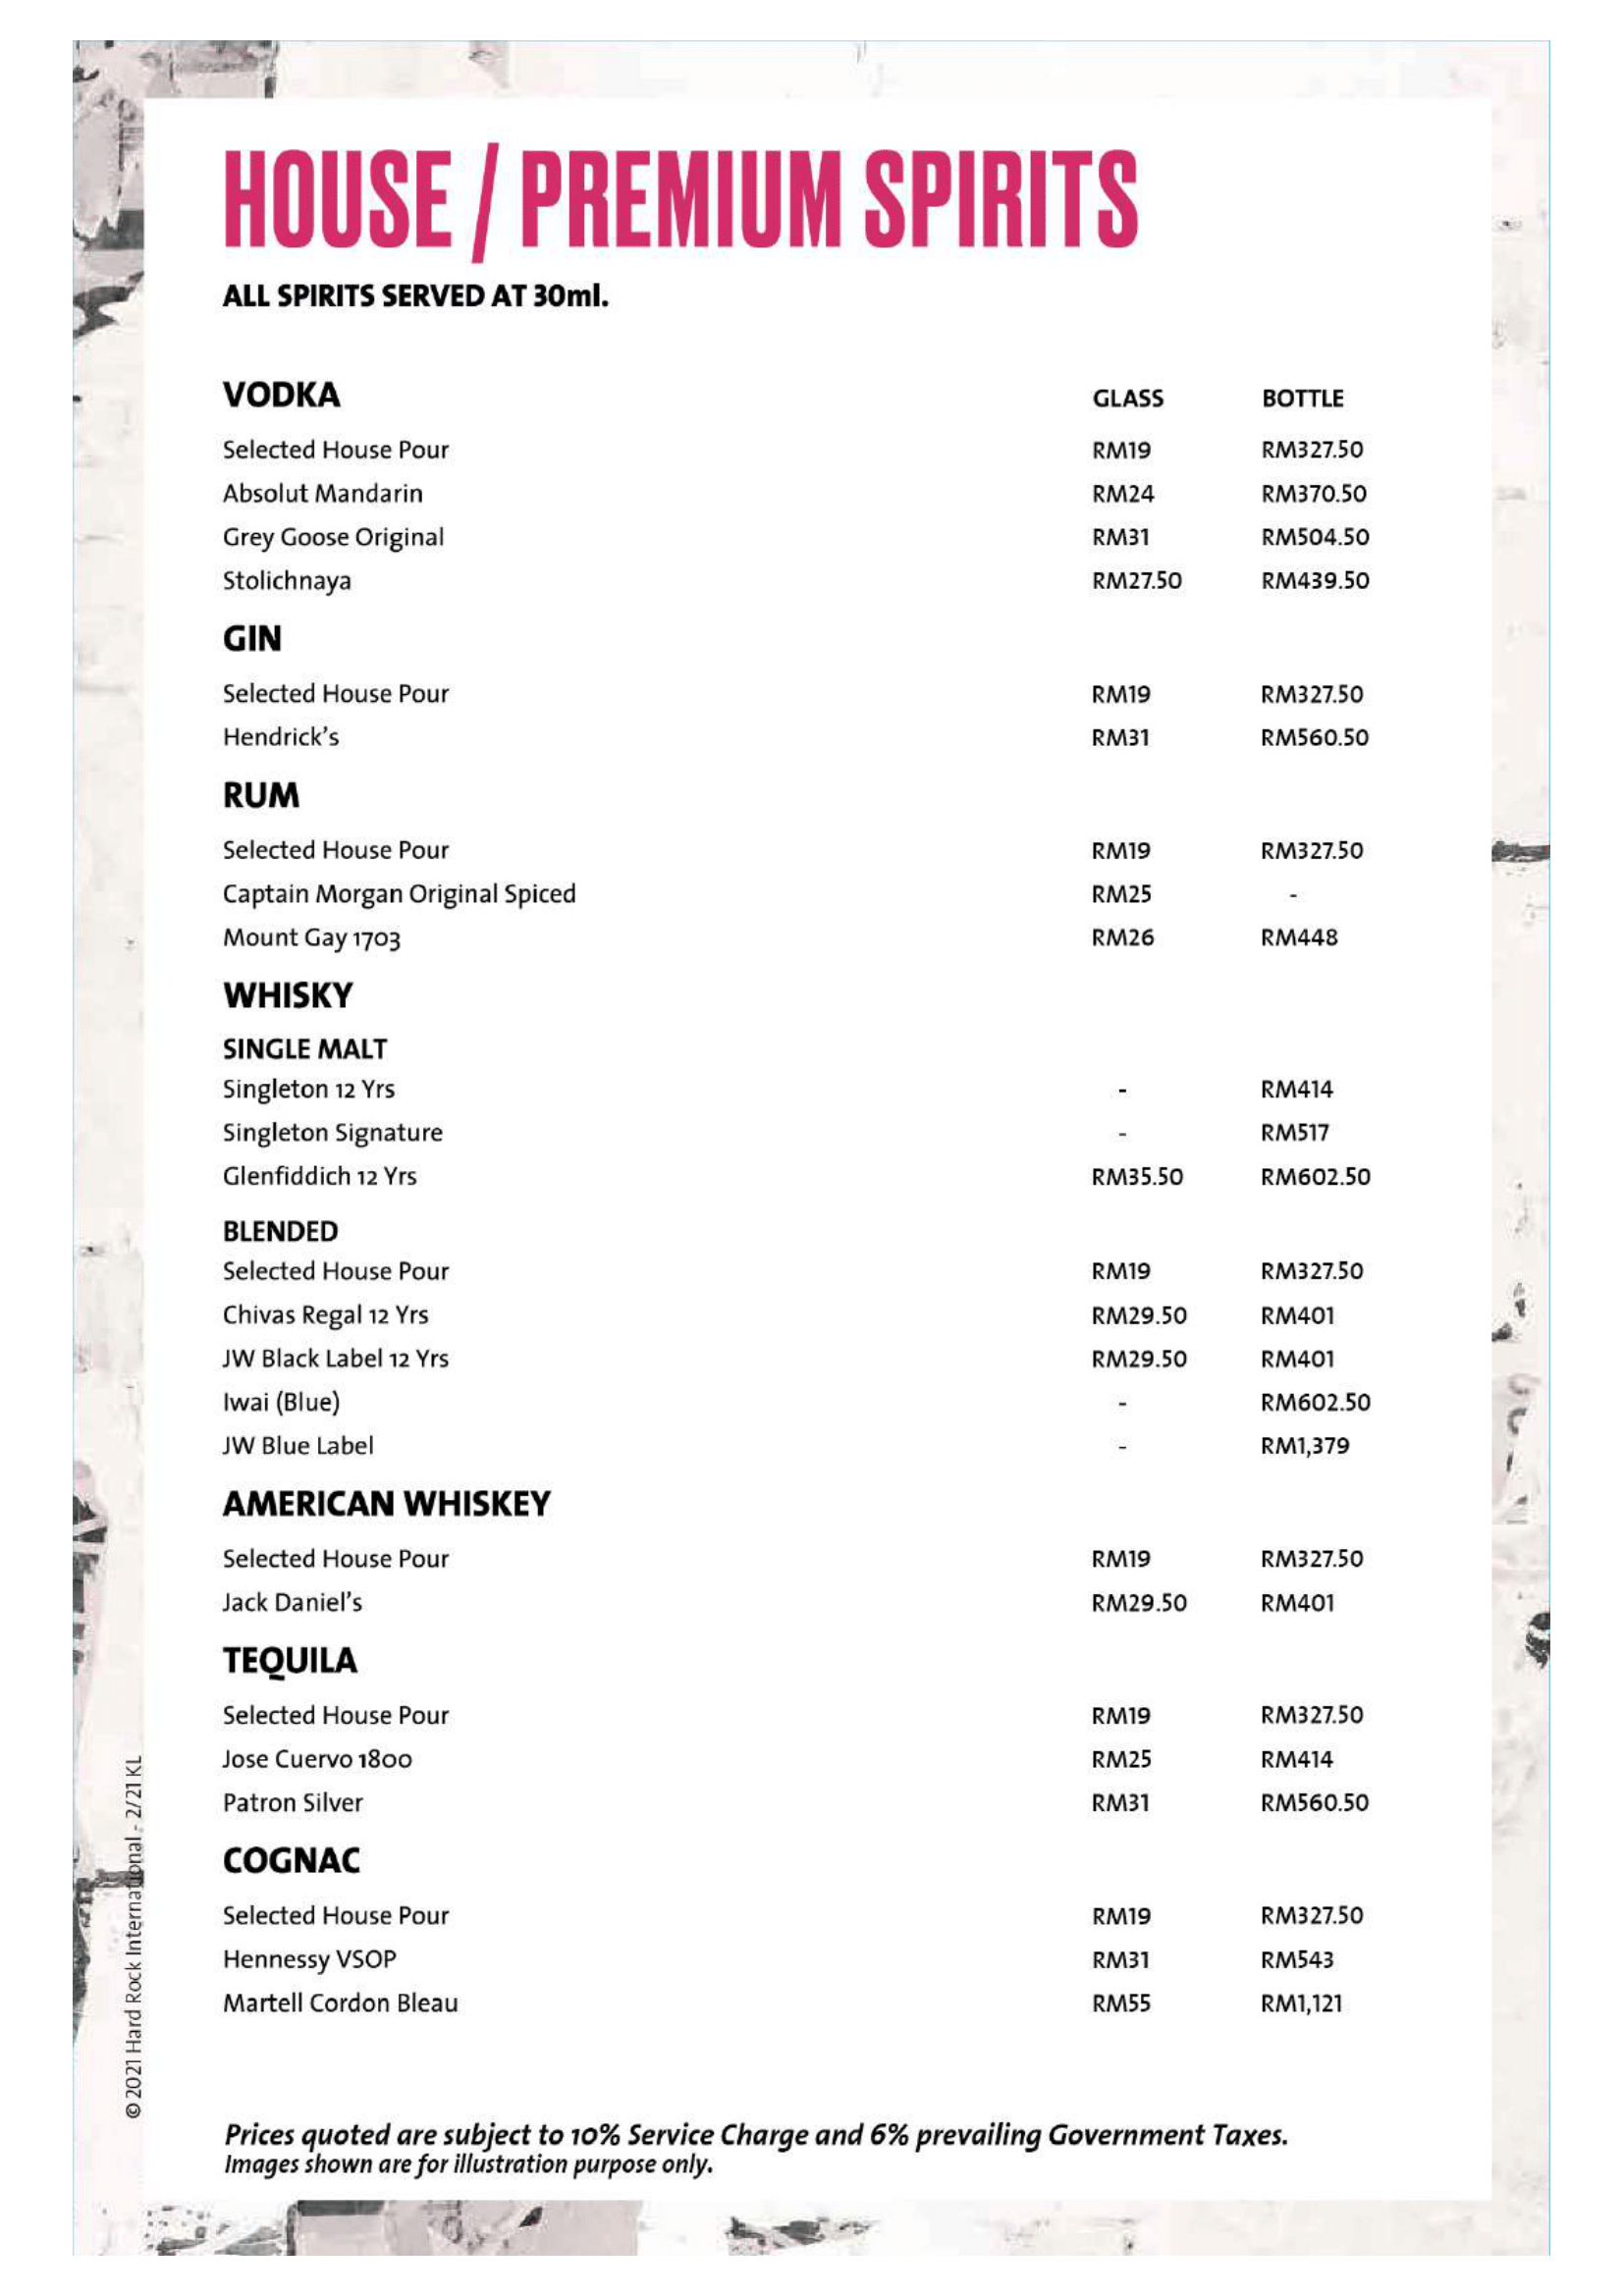 HOUSE / PREMIUM SPIRITS
ALL SPIRITS SERVED AT 30ml.
VODKA GLASS BOTTLE
Selected House Pour RM19 RM327.50
Absolut Mandarin RM24 RM370.50
Grey Goose Original RM31 RM504.50
Stolichnaya RM27.50 RM439.50
GIN
Selected House Pour RM19 RM327.50
Hendrick's RM31 RM560.50
RUM
Selected House Pour RM19 RM327.50
Captain Morgan Original Spiced RM25 -
Mount Gay 1703 RM26 RM448
WHISKY
SINGLE MALT
Singleton 12 Yrs - RM414
Singleton Signature - RM517
Glenfiddich 12 Yrs RM35.50 RM602.50
BLENDED
Selected House Pour RM19 RM327.50
Chivas Regal 12 Yrs RM29.50 RM401
JW Black Label 12 Yrs RM29.50 RM401
Iwai (Blue) - RM602.50
JW Blue Label - RM1,379
AMERICAN WHISKEY
Selected House Pour RM19 RM327.50
Jack Daniel's RM29.50 RM401
TEQUILA
Selected House Pour RM19 RM327.50
Jose Cuervo 1800 RM25 RM414
Patron Silver RM31 RM560.50
COGNAC
Selected House Pour RM19 RM327.50
Hennessy VSOP RM31 RM543
Martell Cordon Bleau RM55 RM1,121
Prices quoted are subject to 10% Service Charge and 6% prevailing Government Taxes.
Images shown are for illustration purpose only.
© 2021 Hard Rock International - 2/21 KL